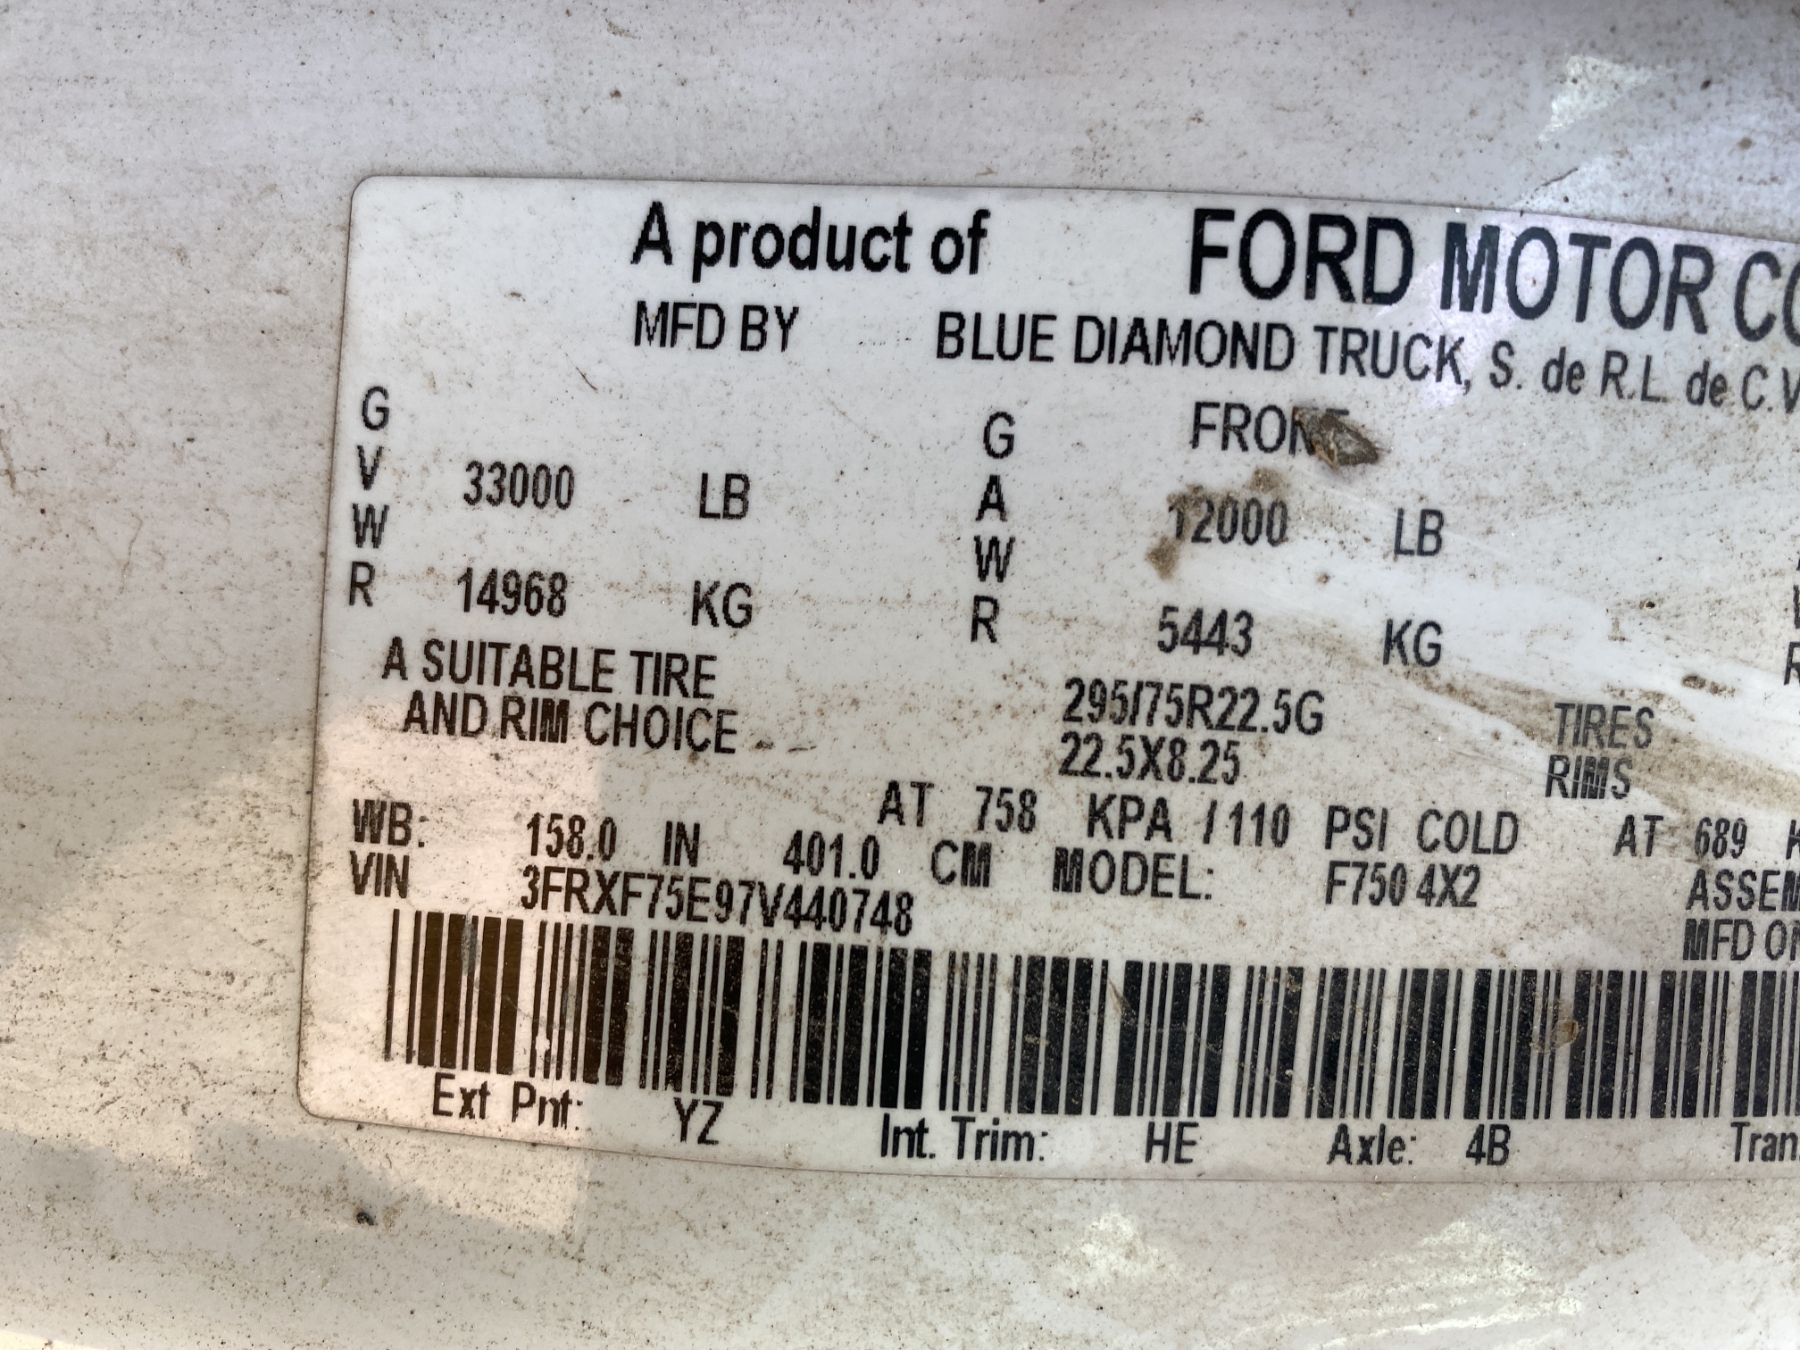 A product of FORD MOTOR CO
MFD BY BLUE DIAMOND TRUCK, S. de R.L. de C.V
GVWR 33000 LB 14968 KG
GAWR FRONT 12000 LB 5443 KG
A SUITABLE TIRE AND RIM CHOICE
295/75R22.5G TIRES
22.5X8.25 RIMS
AT 758 KPA / 110 PSI COLD AT 689 K
WB: 158.0 IN 401.0 CM MODEL: F750 4X2 ASSEM
VIN 3FRXF75E97V440748 MFD ON
Ext Pnt: YZ Int. Trim: HE Axle: 4B Tran